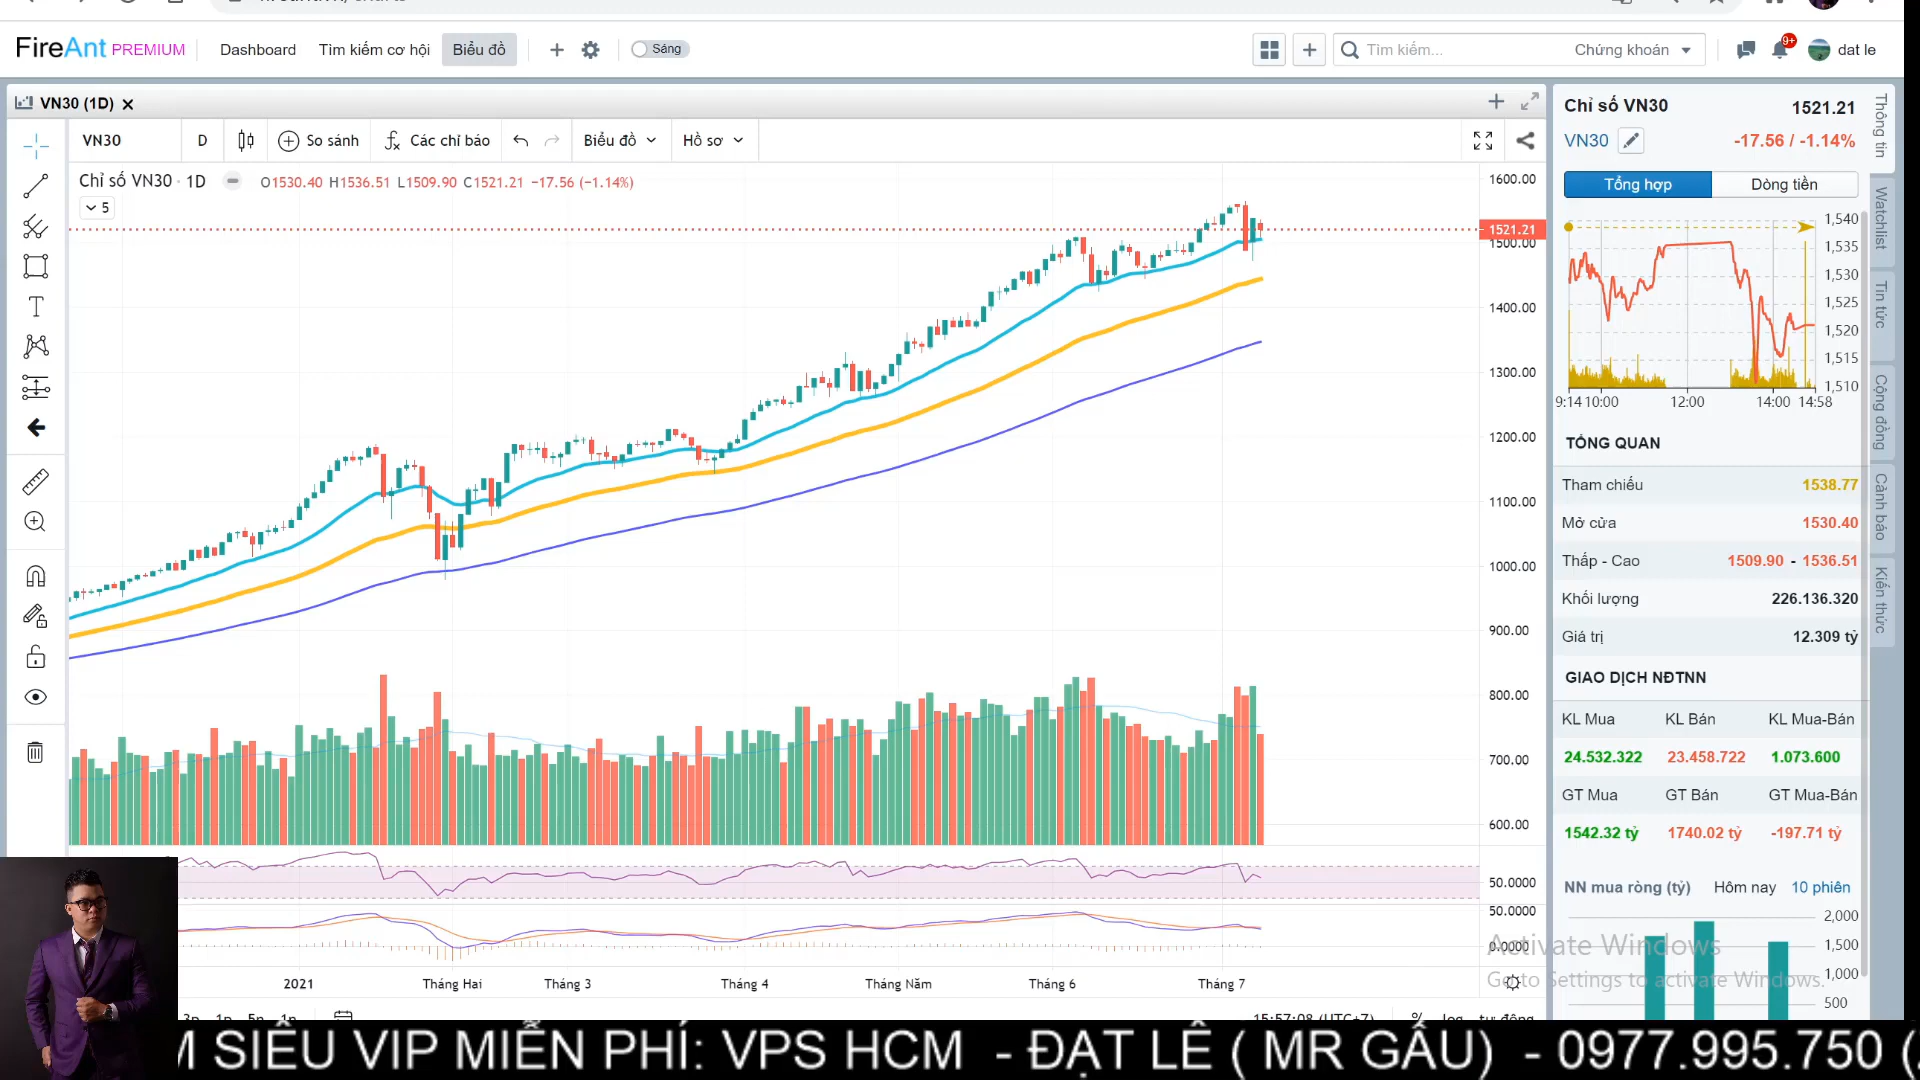 FireAnt PREMIUM Dashboard Tìm kiếm cơ hội Biểu đồ Sáng Tìm kiếm... Chứng khoán 9+ dat le
VN30 (1D)
VN30 D So sánh Các chỉ báo Biểu đồ Hồ sơ
Chỉ số VN30 · 1D O1530.40 H1536.51 L1509.90 C1521.21 −17.56 (−1.14%)
5
1600.00
1521.21
1500.00
1400.00
1300.00
1200.00
1100.00
1000.00
900.00
800.00
700.00
600.00
50.0000
50.0000
0.0000
2021 Tháng Hai Tháng 3 Tháng 4 Tháng Năm Tháng 6 Tháng 7
15:57:08 (UTC+7) % log tự động
Chỉ số VN30 1521.21
VN30 -17.56 / -1.14%
Tổng hợp Dòng tiền
1,540
1,535
1,530
1,525
1,520
1,515
1,510
9:14 10:00 12:00 14:00 14:58
TỔNG QUAN
Tham chiếu 1538.77
Mở cửa 1530.40
Thấp - Cao 1509.90 - 1536.51
Khối lượng 226.136.320
Giá trị 12.309 tỷ
GIAO DỊCH NĐTNN
KL Mua KL Bán KL Mua-Bán
24.532.322 23.458.722 1.073.600
GT Mua GT Bán GT Mua-Bán
1542.32 tỷ 1740.02 tỷ -197.71 tỷ
NN mua ròng (tỷ) Hôm nay 10 phiên
2,000
1,500
1,000
500
Thông tin
Watchlist
Tin tức
Cộng đồng
Cảnh báo
Kiến thức
Activate Windows
Go to Settings to activate Windows.
M SIÊU VIP MIỄN PHÍ: VPS HCM - ĐẠT LÊ ( MR GẤU) - 0977.995.750 (